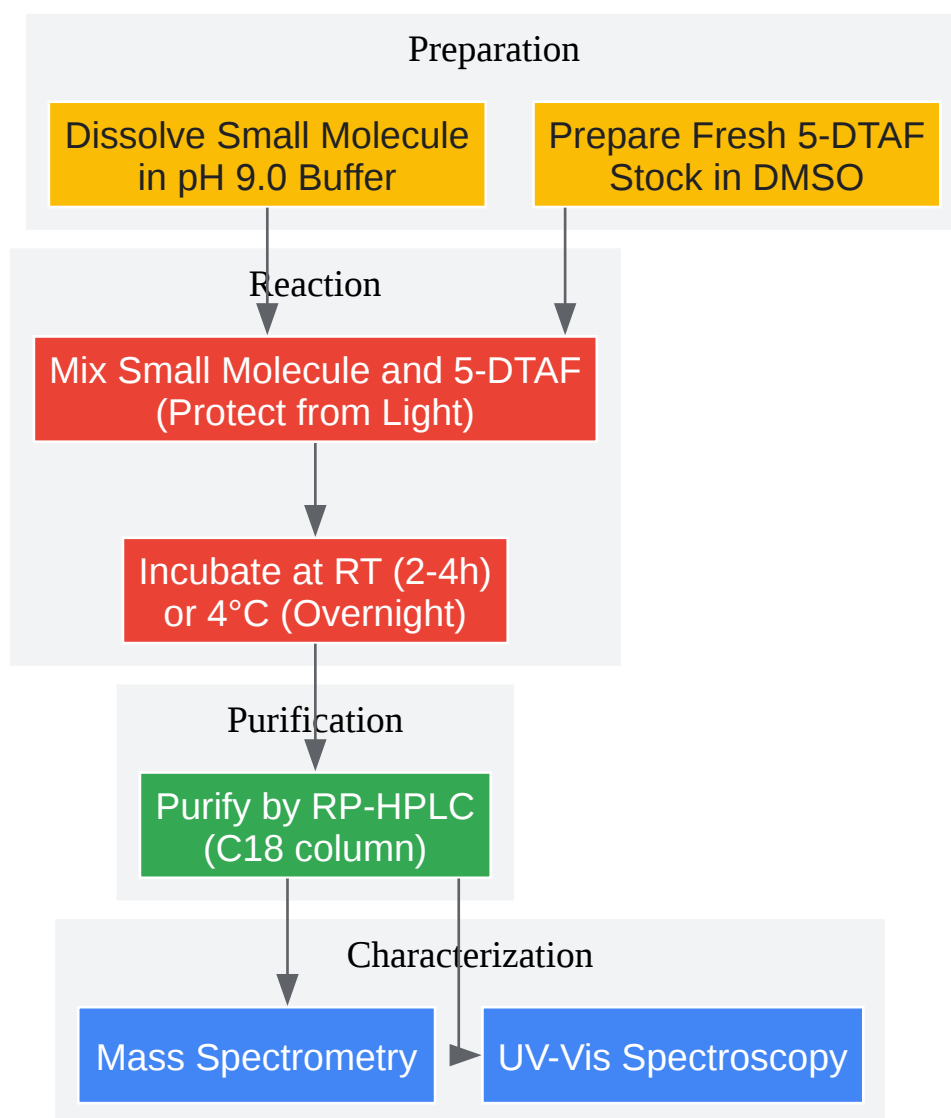 Preparation
Dissolve Small Molecule
in pH 9.0 Buffer
Prepare Fresh 5-DTAF
Stock in DMSO
Reaction
Mix Small Molecule and 5-DTAF
(Protect from Light)
Incubate at RT (2-4h)
or 4°C (Overnight)
Purification
Purify by RP-HPLC
(C18 column)
Characterization
Mass Spectrometry
UV-Vis Spectroscopy